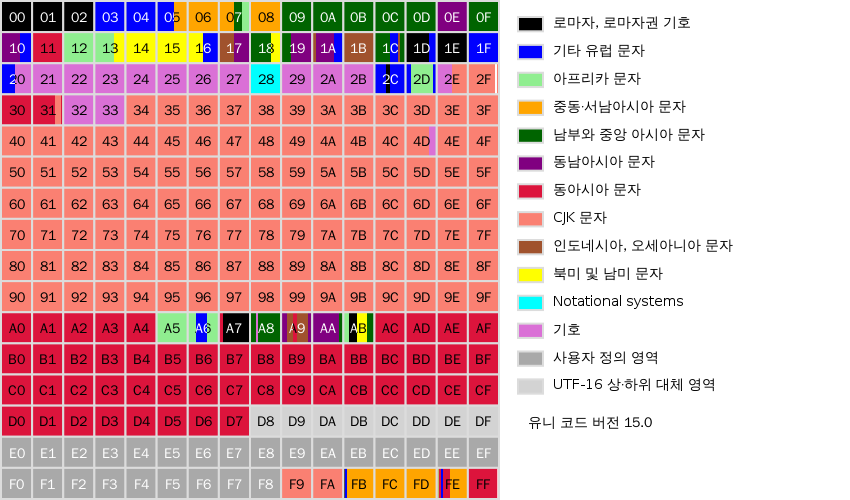 00 01 02 03 04 05 06 07 08 09 0A 0B 0C 0D 0E 0F
10 11 12 13 14 15 16 17 18 19 1A 1B 1C 1D 1E 1F
20 21 22 23 24 25 26 27 28 29 2A 2B 2C 2D 2E 2F
30 31 32 33 34 35 36 37 38 39 3A 3B 3C 3D 3E 3F
40 41 42 43 44 45 46 47 48 49 4A 4B 4C 4D 4E 4F
50 51 52 53 54 55 56 57 58 59 5A 5B 5C 5D 5E 5F
60 61 62 63 64 65 66 67 68 69 6A 6B 6C 6D 6E 6F
70 71 72 73 74 75 76 77 78 79 7A 7B 7C 7D 7E 7F
80 81 82 83 84 85 86 87 88 89 8A 8B 8C 8D 8E 8F
90 91 92 93 94 95 96 97 98 99 9A 9B 9C 9D 9E 9F
A0 A1 A2 A3 A4 A5 A6 A7 A8 A9 AA AB AC AD AE AF
B0 B1 B2 B3 B4 B5 B6 B7 B8 B9 BA BB BC BD BE BF
C0 C1 C2 C3 C4 C5 C6 C7 C8 C9 CA CB CC CD CE CF
D0 D1 D2 D3 D4 D5 D6 D7 D8 D9 DA DB DC DD DE DF
E0 E1 E2 E3 E4 E5 E6 E7 E8 E9 EA EB EC ED EE EF
F0 F1 F2 F3 F4 F5 F6 F7 F8 F9 FA FB FC FD FE FF
로마자, 로마자권 기호
기타 유럽 문자
아프리카 문자
중동·서남아시아 문자
남부와 중앙 아시아 문자
동남아시아 문자
동아시아 문자
CJK 문자
인도네시아, 오세아니아 문자
북미 및 남미 문자
Notational systems
기호
사용자 정의 영역
UTF-16 상·하위 대체 영역
유니 코드 버전 15.0